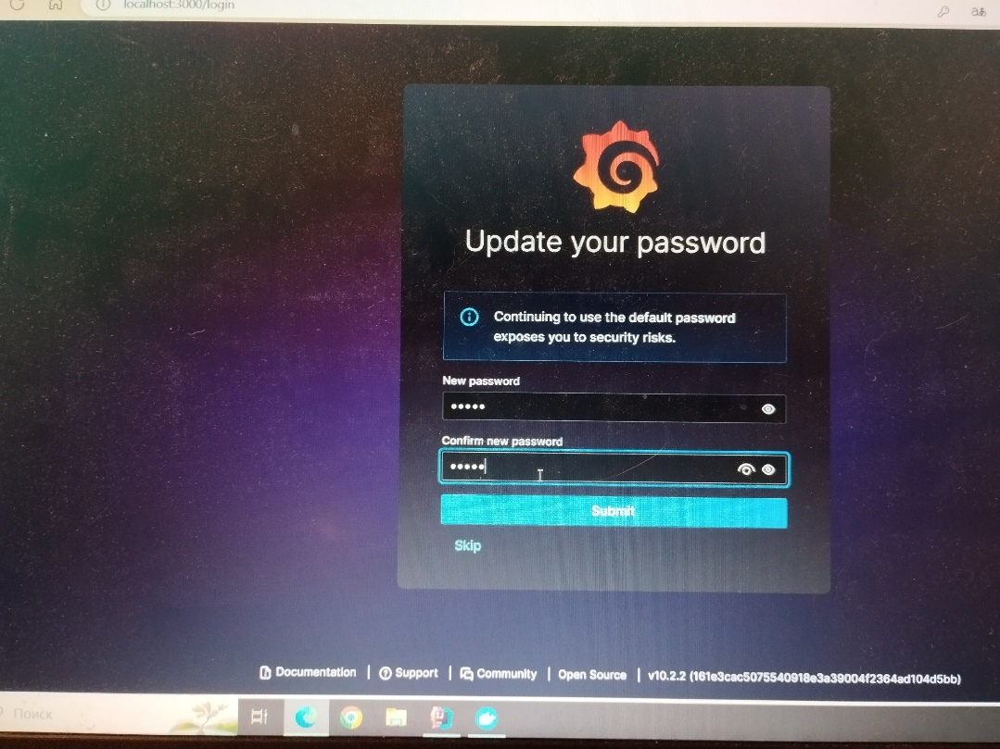 localhost:3000/login
Update your password
Continuing to use the default password
exposes you to security risks.
New password
•••••
Confirm new password
•••••
Submit
Skip
Documentation | Support | Community | Open Source | v10.2.2 (161e3cac5075540918e3a39004f2364ad104d5bb)
Поиск